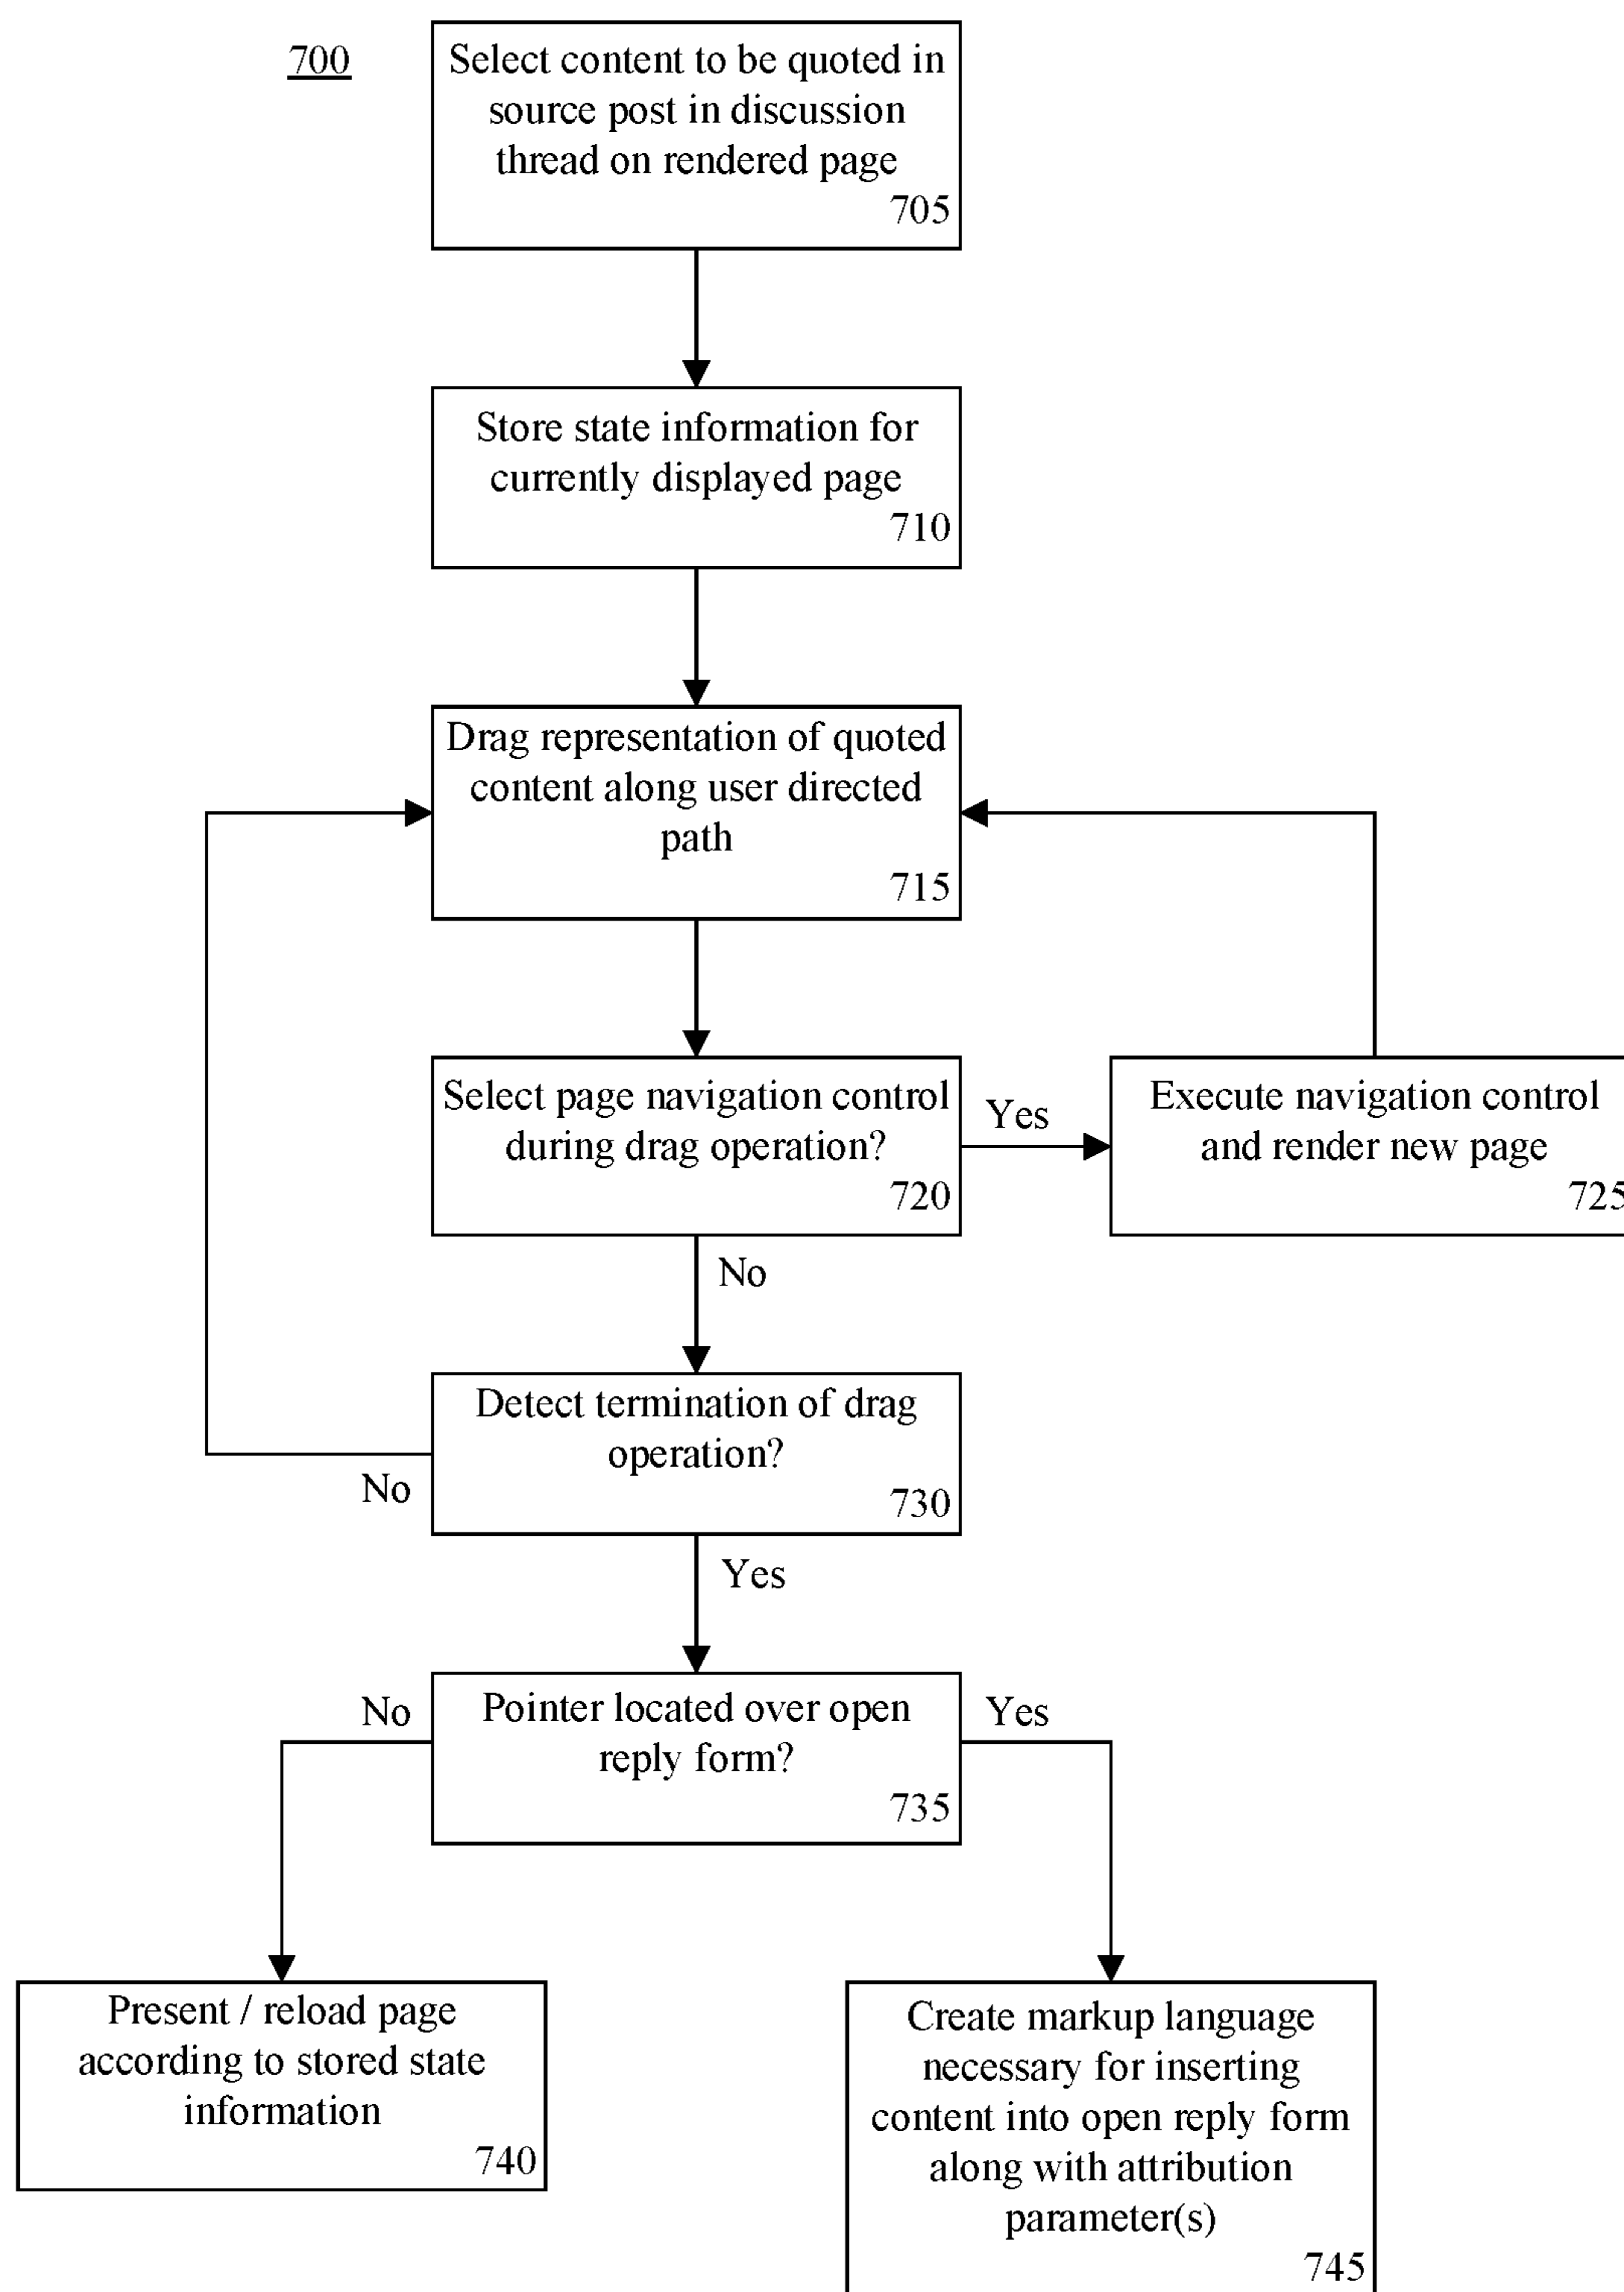 700
Select content to be quoted in
source post in discussion
thread on rendered page
705
Store state information for
currently displayed page
710
Drag representation of quoted
content along user directed
path
715
Select page navigation control
during drag operation?
720
Yes
Execute navigation control
and render new page
725
No
Detect termination of drag
operation?
730
No
Yes
Pointer located over open
reply form?
735
No
Yes
Present / reload page
according to stored state
information
740
Create markup language
necessary for inserting
content into open reply form
along with attribution
parameter(s)
745